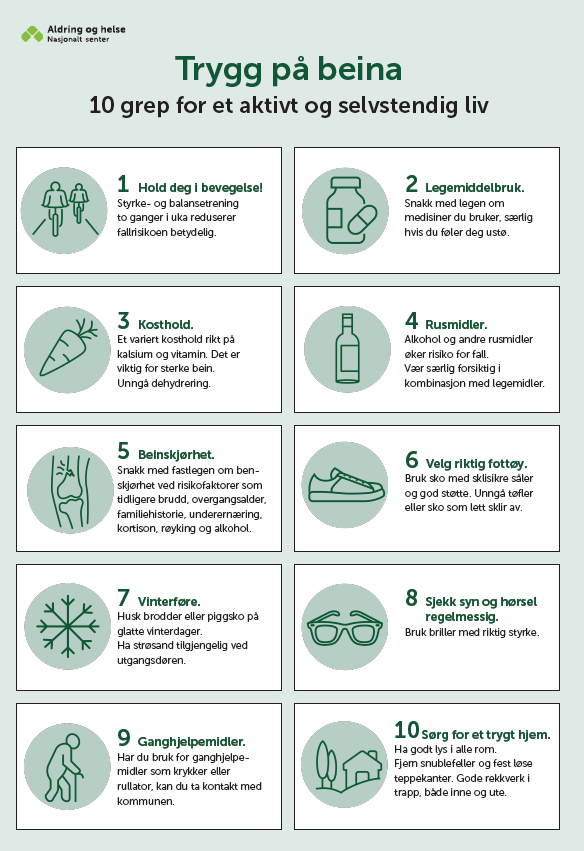 Aldring og helse
Nasjonalt senter
Trygg på beina
10 grep for et aktivt og selvstendig liv
1 Hold deg i bevegelse!
Styrke- og balansetrening
to ganger i uka reduserer
fallrisikoen betydelig.
2 Legemiddelbruk.
Snakk med legen om
medisiner du bruker, særlig
hvis du føler deg ustø.
3 Kosthold.
Et variert kosthold rikt på
kalsium og vitamin. Det er
viktig for sterke bein.
Unngå dehydrering.
4 Rusmidler.
Alkohol og andre rusmidler
øker risiko for fall.
Vær særlig forsiktig i
kombinasjon med legemidler.
5 Beinskjørhet.
Snakk med fastlegen om ben-
skjørhet ved risikofaktorer som
tidligere brudd, overgangsalder,
familiehistorie, underernæring,
kortison, røyking og alkohol.
6 Velg riktig fottøy.
Bruk sko med sklisikre såler
og god støtte. Unngå tøfler
eller sko som lett sklir av.
7 Vinterføre.
Husk brodder eller piggsko på
glatte vinterdager.
Ha strøsand tilgjengelig ved
utgangsdøren.
8 Sjekk syn og hørsel
regelmessig.
Bruk briller med riktig styrke.
9 Ganghjelpemidler.
Har du bruk for ganghjelpe-
midler som krykker eller
rullator, kan du ta kontakt med
kommunen.
10 Sørg for et trygt hjem.
Ha godt lys i alle rom.
Fjern snublefeller og fest løse
teppekanter. Gode rekkverk i
trapp, både inne og ute.